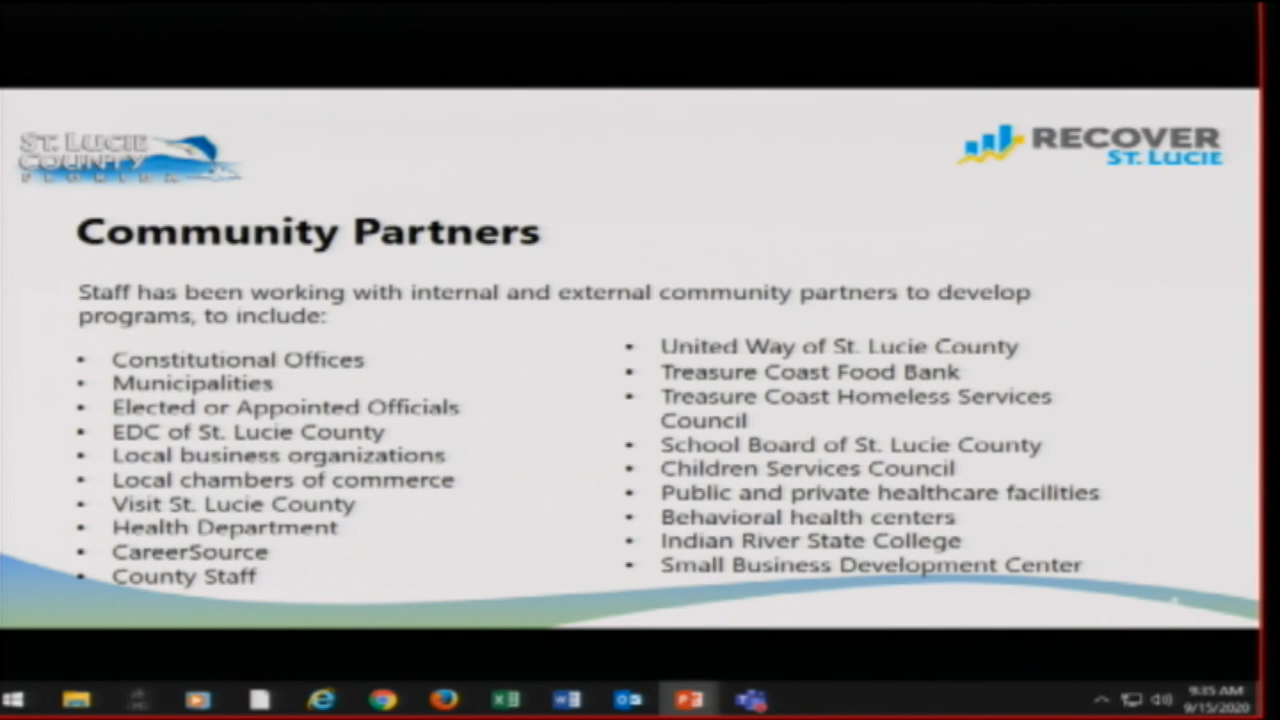 ST. LUCIE
COUNTY
FLORIDA
RECOVER
ST. LUCIE
Community Partners
Staff has been working with internal and external community partners to develop
programs, to include:
• Constitutional Offices
• Municipalities
• Elected or Appointed Officials
• EDC of St. Lucie County
• Local business organizations
• Local chambers of commerce
• Visit St. Lucie County
• Health Department
• CareerSource
• County Staff
• United Way of St. Lucie County
• Treasure Coast Food Bank
• Treasure Coast Homeless Services
Council
• School Board of St. Lucie County
• Children Services Council
• Public and private healthcare facilities
• Behavioral health centers
• Indian River State College
• Small Business Development Center
4
9:35 AM
9/15/2020